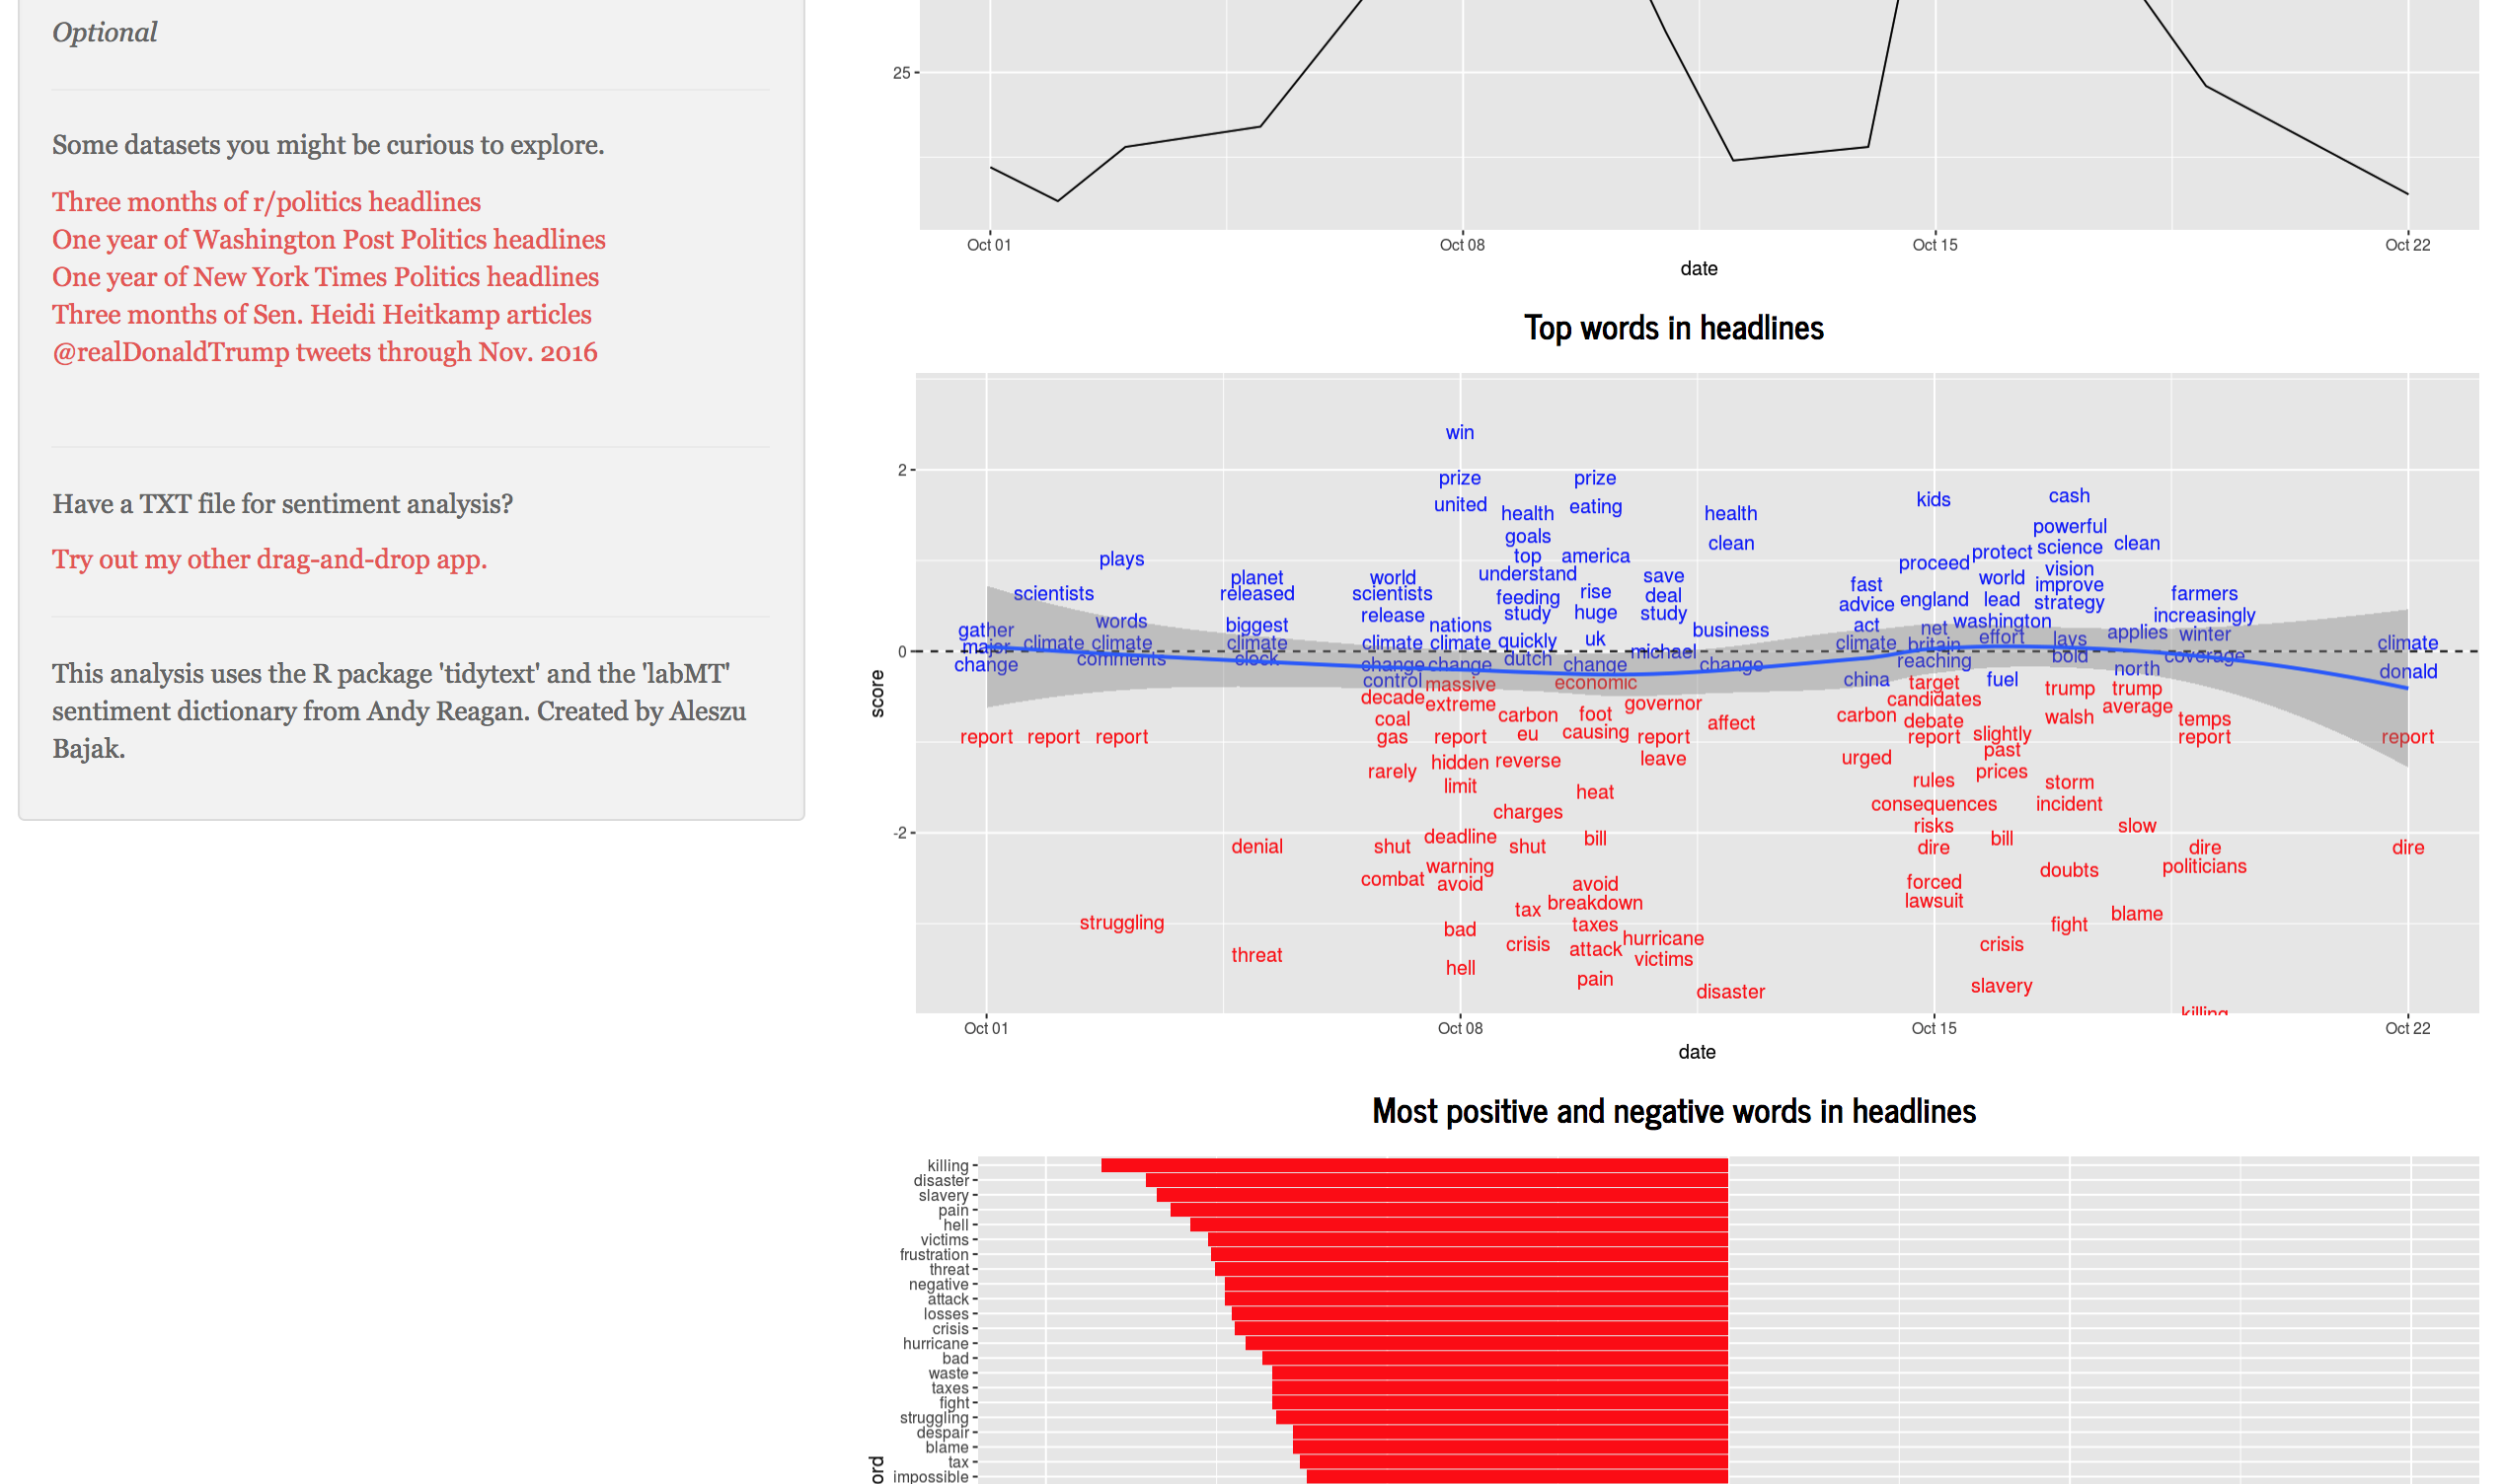 Optional
Some datasets you might be curious to explore.
Three months of r/politics headlines
One year of Washington Post Politics headlines
One year of New York Times Politics headlines
Three months of Sen. Heidi Heitkamp articles
@realDonaldTrump tweets through Nov. 2016
Have a TXT file for sentiment analysis?
Try out my other drag-and-drop app.
This analysis uses the R package 'tidytext' and the 'labMT'
sentiment dictionary from Andy Reagan. Created by Aleszu
Bajak.
25
Oct 01 Oct 08 Oct 15 Oct 22
date
Top words in headlines
score
2
0
-2
gather
major
change
report
scientists
climate
report
plays
words
climate
comments
report
struggling
planet
released
biggest
climate
clock
denial
threat
world
scientists
release
climate
change
control
decade
coal
gas
rarely
shut
combat
win
prize
united
nations
climate
change
massive
extreme
report
hidden
limit
deadline
warning
avoid
bad
hell
health
goals
top
understand
feeding
study
quickly
dutch
carbon
eu
reverse
charges
shut
tax
crisis
prize
eating
america
rise
huge
uk
change
economic
foot
causing
heat
bill
avoid
breakdown
taxes
attack
pain
save
deal
study
michael
governor
report
leave
hurricane
victims
health
clean
business
change
affect
disaster
fast
advice
act
climate
china
carbon
urged
kids
proceed
england
net
britain
reaching
target
candidates
debate
report
rules
consequences
risks
dire
forced
lawsuit
protect
world
lead
washington
effort
fuel
slightly
past
prices
bill
crisis
slavery
cash
powerful
science
vision
improve
strategy
lays
bold
trump
walsh
storm
incident
doubts
fight
clean
applies
north
trump
average
slow
blame
farmers
increasingly
winter
coverage
temps
report
dire
politicians
killing
climate
donald
report
dire
Oct 01 Oct 08 Oct 15 Oct 22
date
Most positive and negative words in headlines
killing
disaster
slavery
pain
hell
victims
frustration
threat
negative
attack
losses
crisis
hurricane
bad
waste
taxes
fight
struggling
despair
blame
tax
impossible